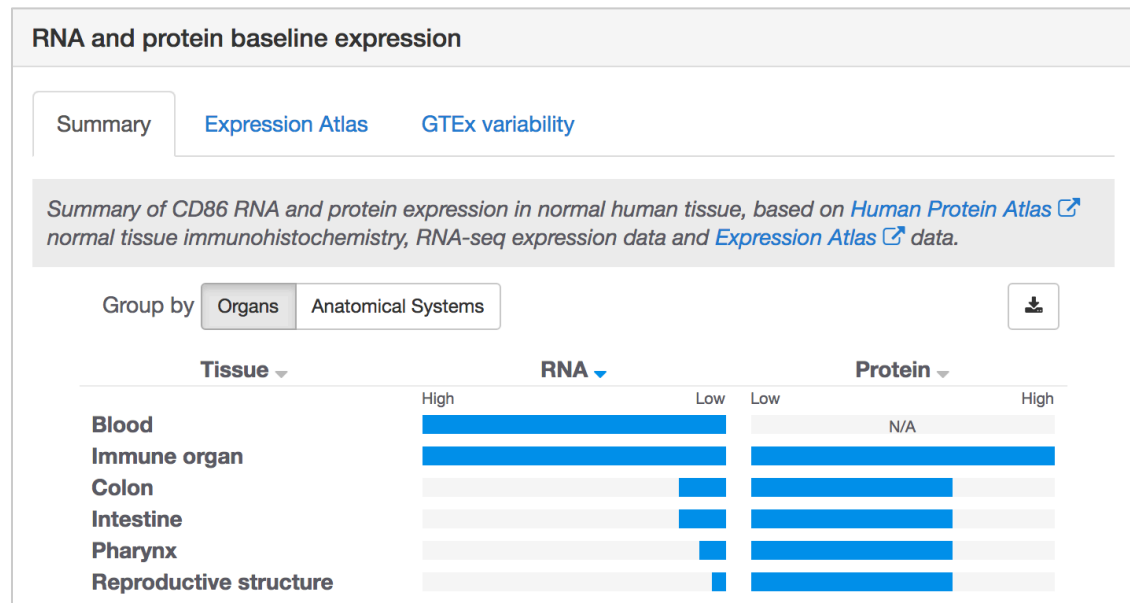 RNA and protein baseline expression
Summary Expression Atlas GTEx variability
Summary of CD86 RNA and protein expression in normal human tissue, based on Human Protein Atlas
normal tissue immunohistochemistry, RNA-seq expression data and Expression Atlas data.
Group by Organs Anatomical Systems
Tissue RNA Protein
High Low Low High
Blood N/A
Immune organ
Colon
Intestine
Pharynx
Reproductive structure